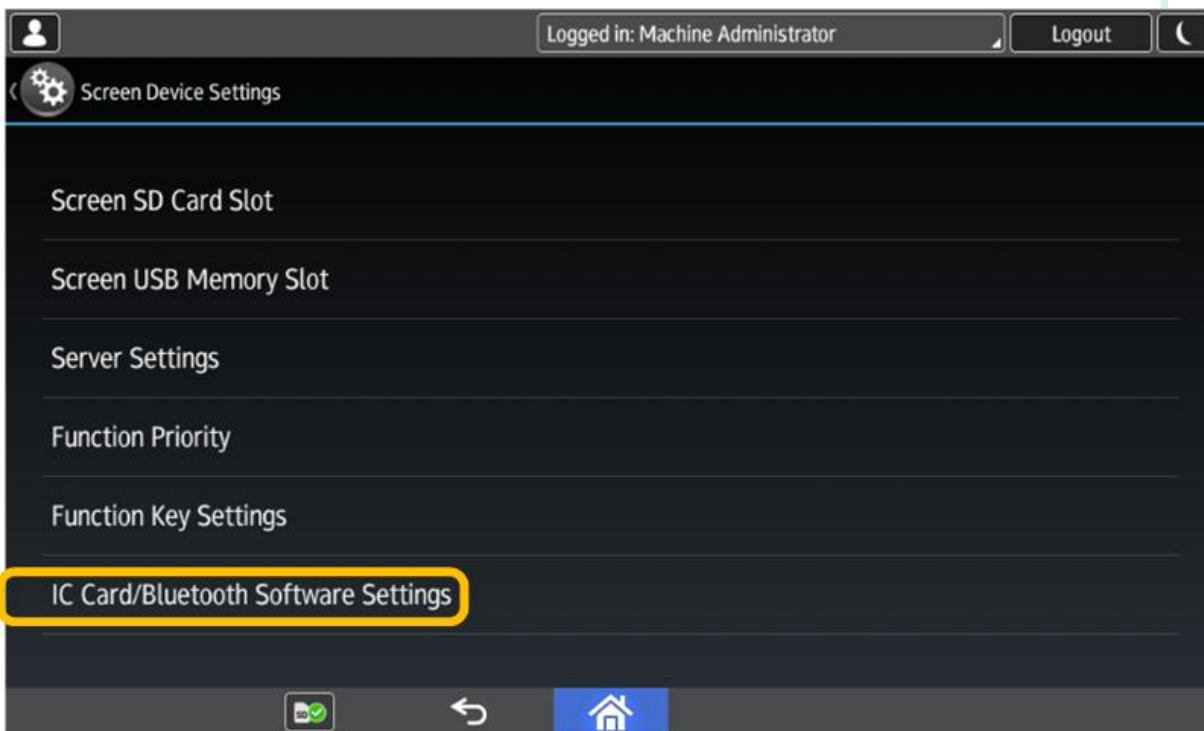 Logged in: Machine Administrator
Logout
Screen Device Settings
Screen SD Card Slot
Screen USB Memory Slot
Server Settings
Function Priority
Function Key Settings
IC Card/Bluetooth Software Settings
SD